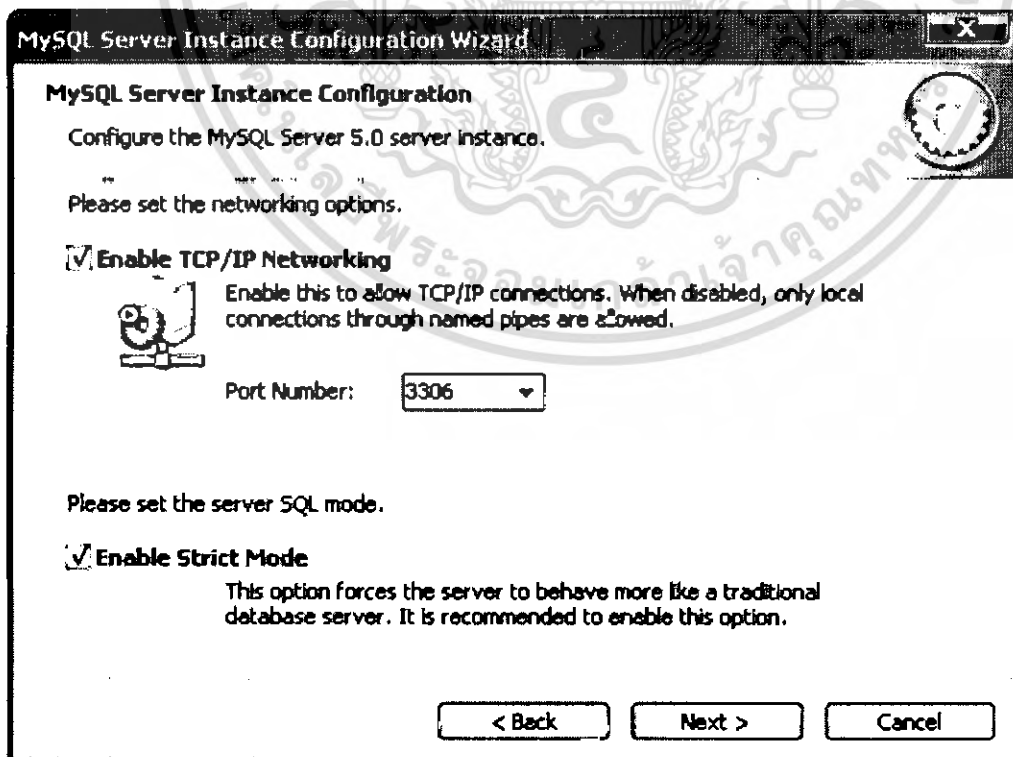 MySQL Server Instance Configuration Wizard
MySQL Server Instance Configuration
Configure the MySQL Server 5.0 server instance.
Please set the networking options.
Enable TCP/IP Networking
Enable this to allow TCP/IP connections. When disabled, only local
connections through named pipes are allowed.
Port Number: 3306
Please set the server SQL mode.
Enable Strict Mode
This option forces the server to behave more like a traditional
database server. It is recommended to enable this option.
< Back Next > Cancel